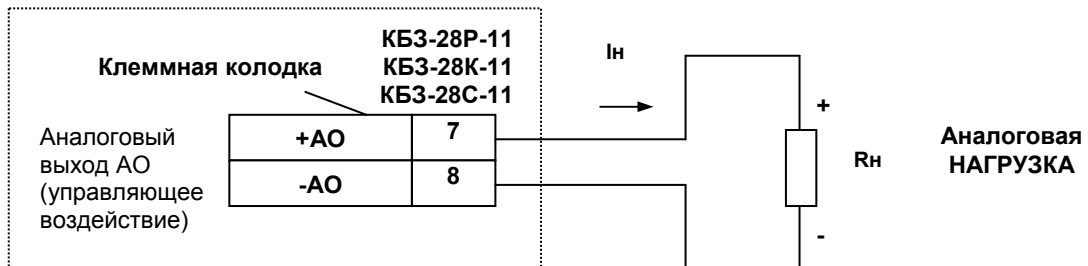 КБЗ-28Р-11
КБЗ-28К-11
КБЗ-28С-11
Клеммная колодка
Iн
Аналоговый
выход АО
(управляющее
воздействие)
+АО
7
-АО
8
+
Rн
-
Аналоговая
НАГРУЗКА